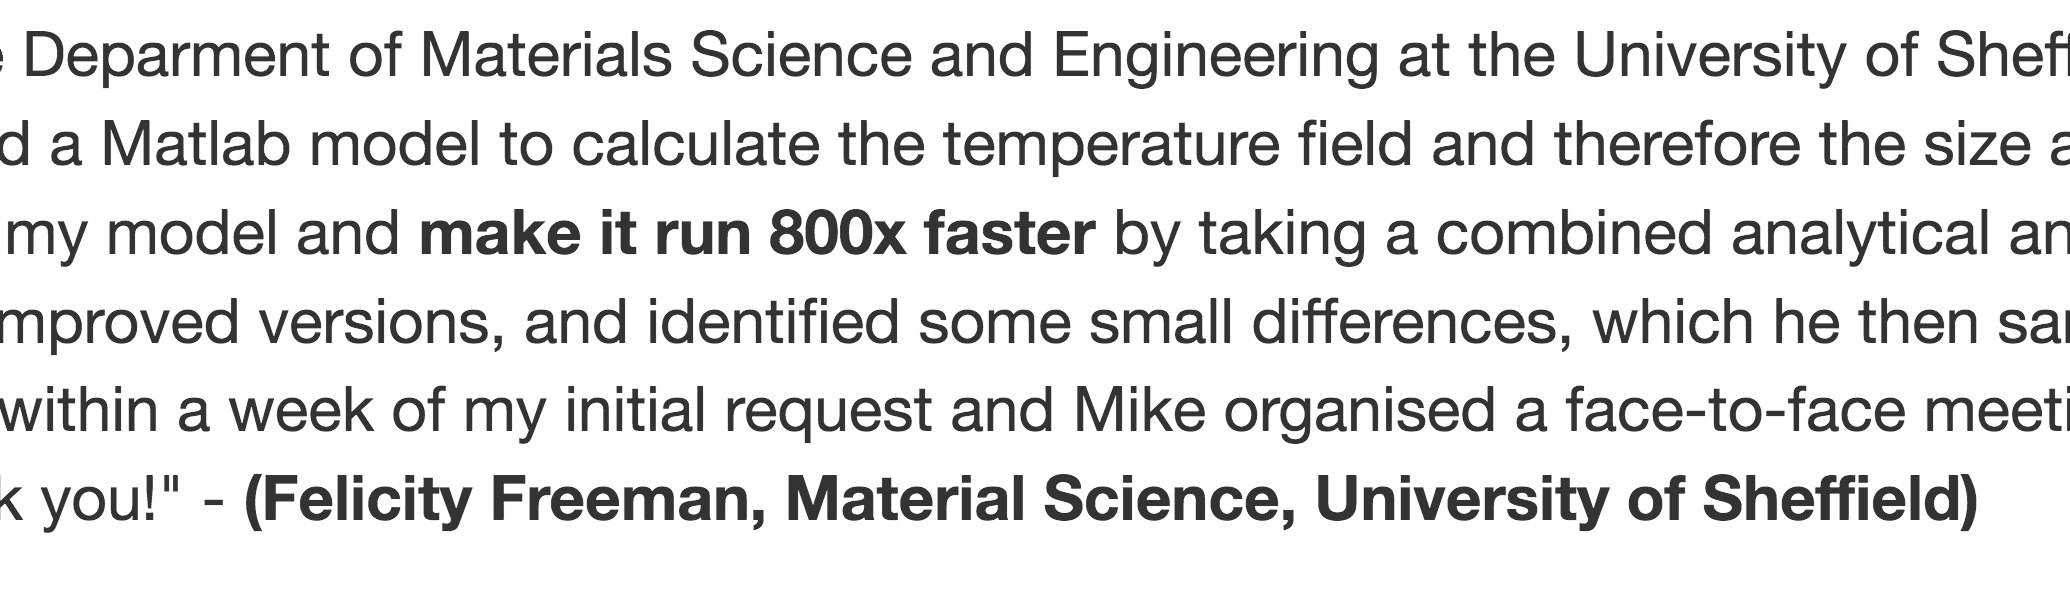 e Deparment of Materials Science and Engineering at the University of Sheff
d a Matlab model to calculate the temperature field and therefore the size a
my model and make it run 800x faster by taking a combined analytical an
mproved versions, and identified some small differences, which he then sa
within a week of my initial request and Mike organised a face-to-face meeti
k you!" - (Felicity Freeman, Material Science, University of Sheffield)